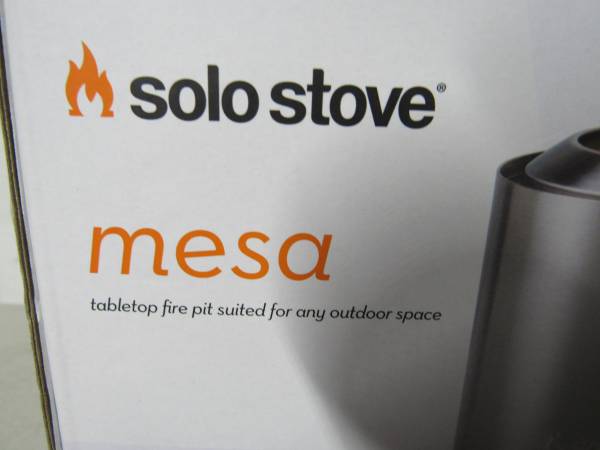 solo stove®
mesa
tabletop fire pit suited for any outdoor space